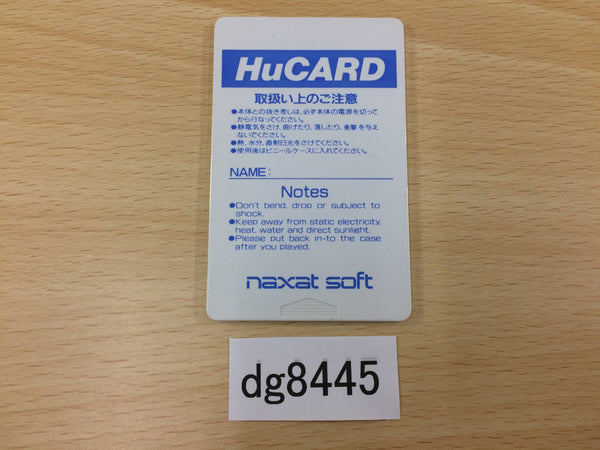 HuCARD
取扱い上のご注意
●本体との抜き差しは、必ず本体の電源を切って
から行なってください。
●静電気をさけ、曲げたり、落したり、衝撃を与え
ないでください。
●熱、水分、直射日光をさけてください。
●使用後はビニールケースに入れてください。
NAME:
Notes
●Don't bend, drop or subject to
shock.
●Keep away from static electricity,
heat, water and direct sunlight.
●Please put back in-to the case
after you played.
naxat soft
dg8445